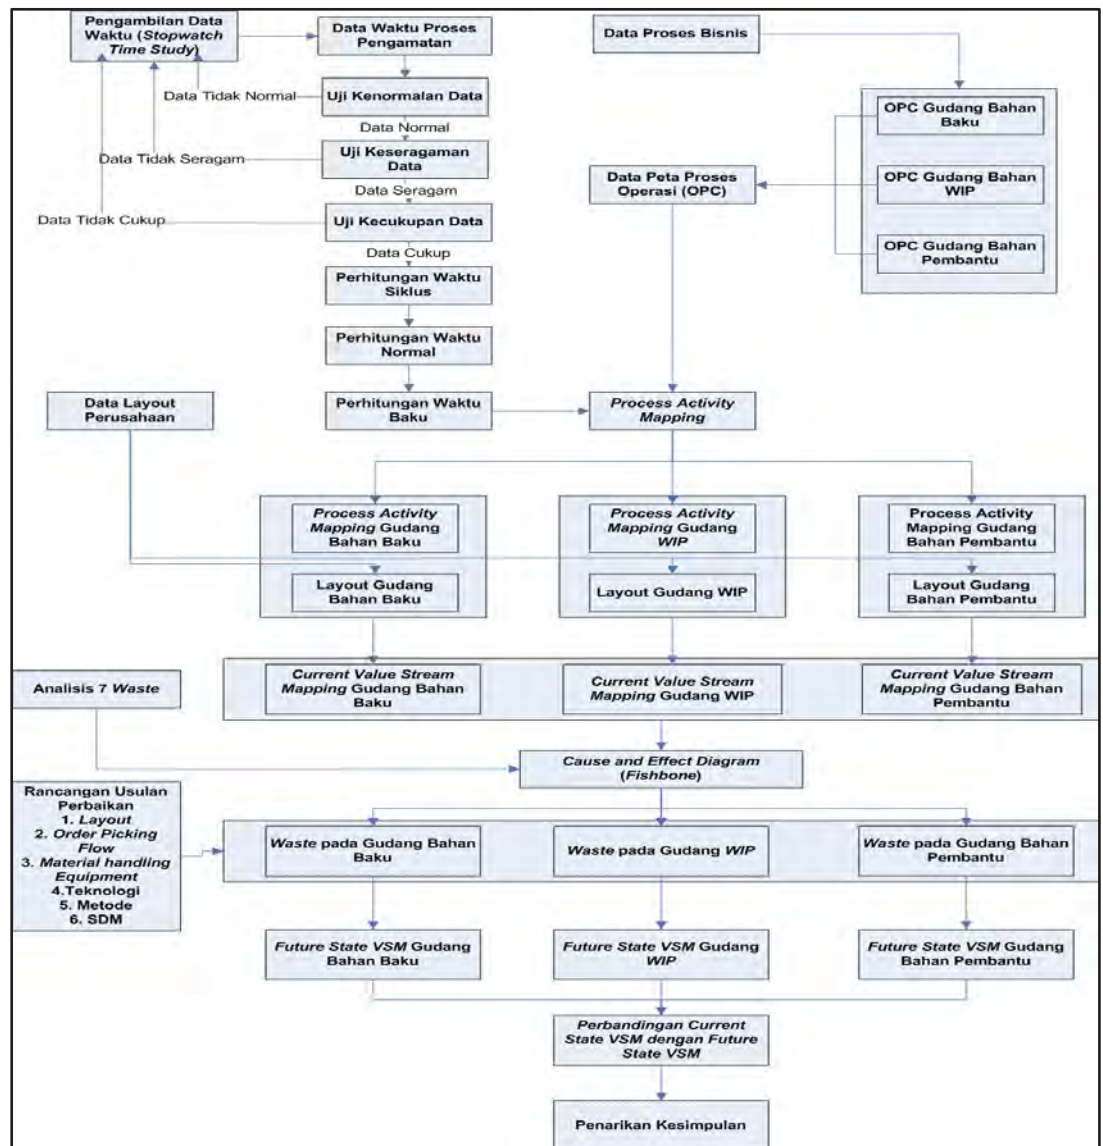 Pengambilan Data
Waktu (Stopwatch
Time Study)
Data Waktu Proses
Pengamatan
Data Proses Bisnis
Data Tidak Normal
Uji Kenormalan Data
OPC Gudang Bahan
Baku
Data Normal
Data Tidak Seragam
Uji Keseragaman
Data
Data Peta Proses
Operasi (OPC)
OPC Gudang Bahan
WIP
Data Seragam
Data Tidak Cukup
Uji Kecukupan Data
OPC Gudang Bahan
Pembantu
Data Cukup
Perhitungan Waktu
Siklus
Perhitungan Waktu
Normal
Data Layout
Perusahaan
Perhitungan Waktu
Baku
Process Activity
Mapping
Process Activity
Mapping Gudang
Bahan Baku
Process Activity
Mapping Gudang
WIP
Process Activity
Mapping Gudang
Bahan Pembantu
Layout Gudang
Bahan Baku
Layout Gudang WIP
Layout Gudang
Bahan Pembantu
Analisis 7 Waste
Current Value Stream
Mapping Gudang Bahan
Baku
Current Value Stream
Mapping Gudang WIP
Current Value Stream
Mapping Gudang Bahan
Pembantu
Cause and Effect Diagram
(Fishbone)
Rancangan Usulan
Perbaikan
1. Layout
2. Order Picking
Flow
3. Material handling
Equipment
4.Teknologi
5. Metode
6. SDM
Waste pada Gudang Bahan
Baku
Waste pada Gudang WIP
Waste pada Gudang Bahan
Pembantu
Future State VSM Gudang
Bahan Baku
Future State VSM Gudang
WIP
Future State VSM Gudang
Bahan Pembantu
Perbandingan Current
State VSM dengan Future
State VSM
Penarikan Kesimpulan